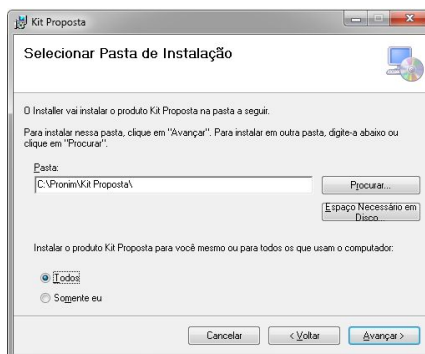 Kit Proposta
Selecionar Pasta de Instalação
O Installer vai instalar o produto Kit Proposta na pasta a seguir.
Para instalar nessa pasta, clique em "Avançar". Para instalar em outra pasta, digite-a abaixo ou
clique em "Procurar".
Pasta:
C:\Pronim\Kit Proposta\
Procurar...
Espaço Necessário em
Disco...
Instalar o produto Kit Proposta para você mesmo ou para todos os que usam o computador:
Todos
Somente eu
Cancelar
< Voltar
Avançar >